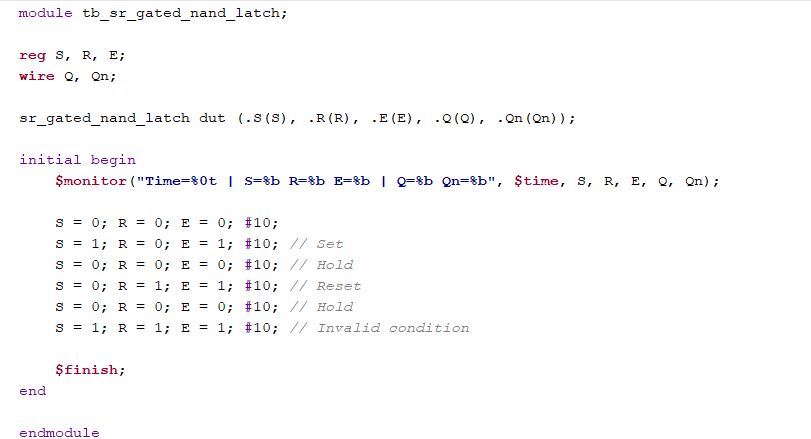 module tb_sr_gated_nand_latch;
reg S, R, E;
wire Q, Qn;
sr_gated_nand_latch dut (.S(S), .R(R), .E(E), .Q(Q), .Qn(Qn));
initial begin
$monitor("Time=%0t | S=%b R=%b E=%b | Q=%b Qn=%b", $time, S, R, E, Q, Qn);
S = 0; R = 0; E = 0; #10;
S = 1; R = 0; E = 1; #10; // Set
S = 0; R = 0; E = 0; #10; // Hold
S = 0; R = 1; E = 1; #10; // Reset
S = 0; R = 0; E = 0; #10; // Hold
S = 1; R = 1; E = 1; #10; // Invalid condition
$finish;
end
endmodule